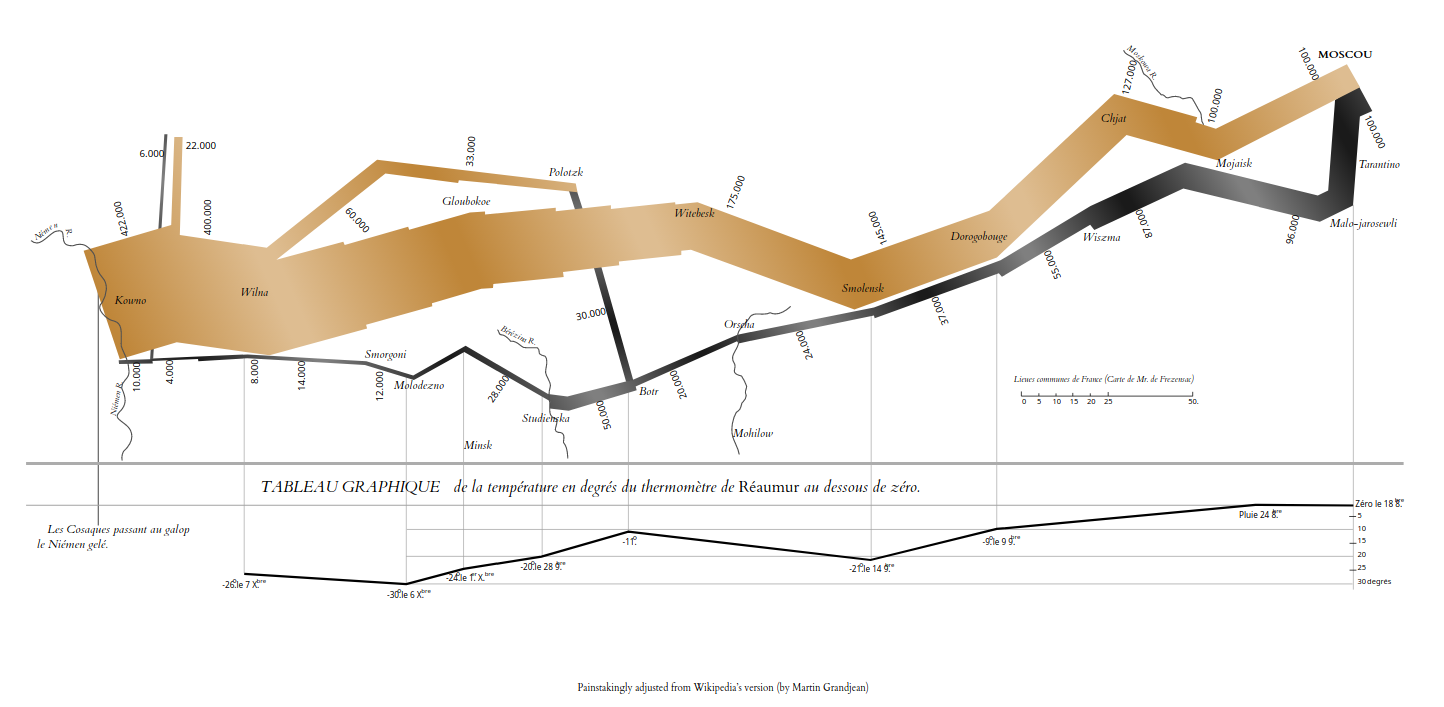 MOSCOU
100.000
Moskowa R.
127.000
100.000
Chjat
100.000
Mojaisk
Tarantino
6.000
22.000
33.000
Polotzk
Gloubokoe
60.000
422.000
400.000
175.000
Witebesk
145.000
Dorogobouge
Wiszma
87.000
96.000
Malo-jarosewli
Niémen R.
Kowno
Wilna
Smolensk
55.000
37.000
30.000
Orscha
Bérézina R.
24.000
Smorgoni
Molodezno
10.000
4.000
8.000
14.000
12.000
28.000
20.000
Botr
Niémen R.
Studienska
50.000
Minsk
Mohilow
Lieues communes de France (Carte de Mr. de Fezensac)
0 5 10 15 20 25 50.
TABLEAU GRAPHIQUE de la température en degrés du thermomètre de Réaumur au dessous de zéro.
Zéro le 18 8.bre
Pluie 24 8.bre
5
10
15
20
25
30 degrés
Les Cosaques passant au galop
le Niémen gelé.
-26°.le 7 X.bre
-30°.le 6 X.bre
-24°.le 1.er X.bre
-20°.le 28 9.bre
-11°.
-21°.le 14 9.bre
-9°.le 9 9.bre
Painstakingly adjusted from Wikipedia's version (by Martin Grandjean)